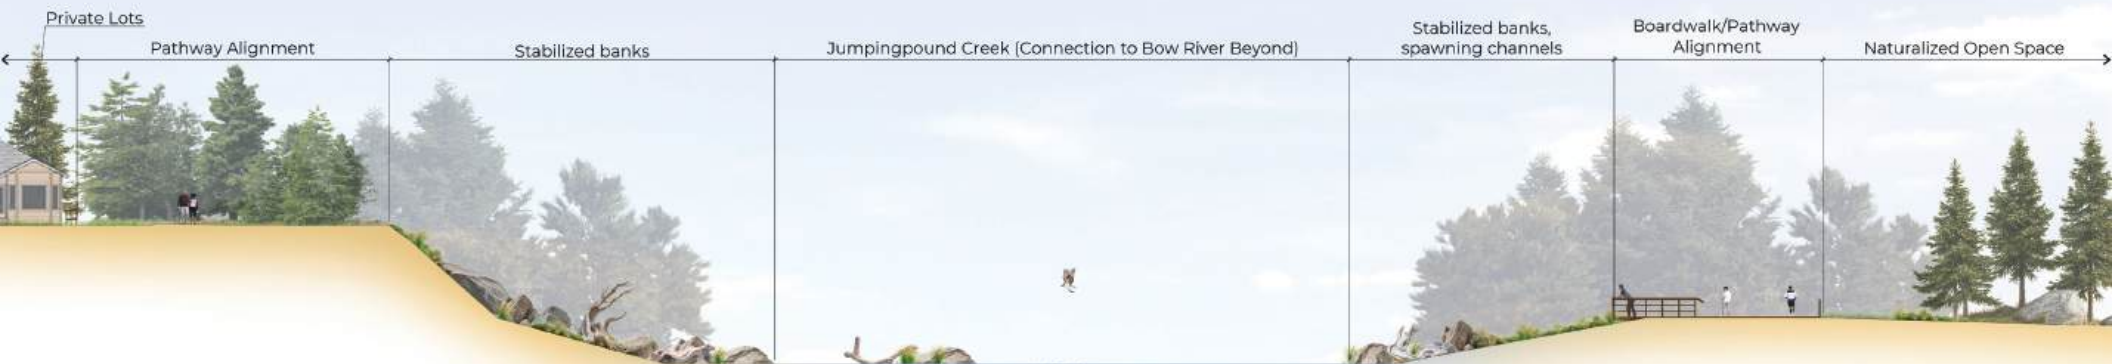 Private Lots
Pathway Alignment
Stabilized banks
Jumpingpound Creek (Connection to Bow River Beyond)
Stabilized banks,
spawning channels
Boardwalk/Pathway
Alignment
Naturalized Open Space